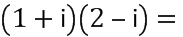 (1 + i)(2 – i) =